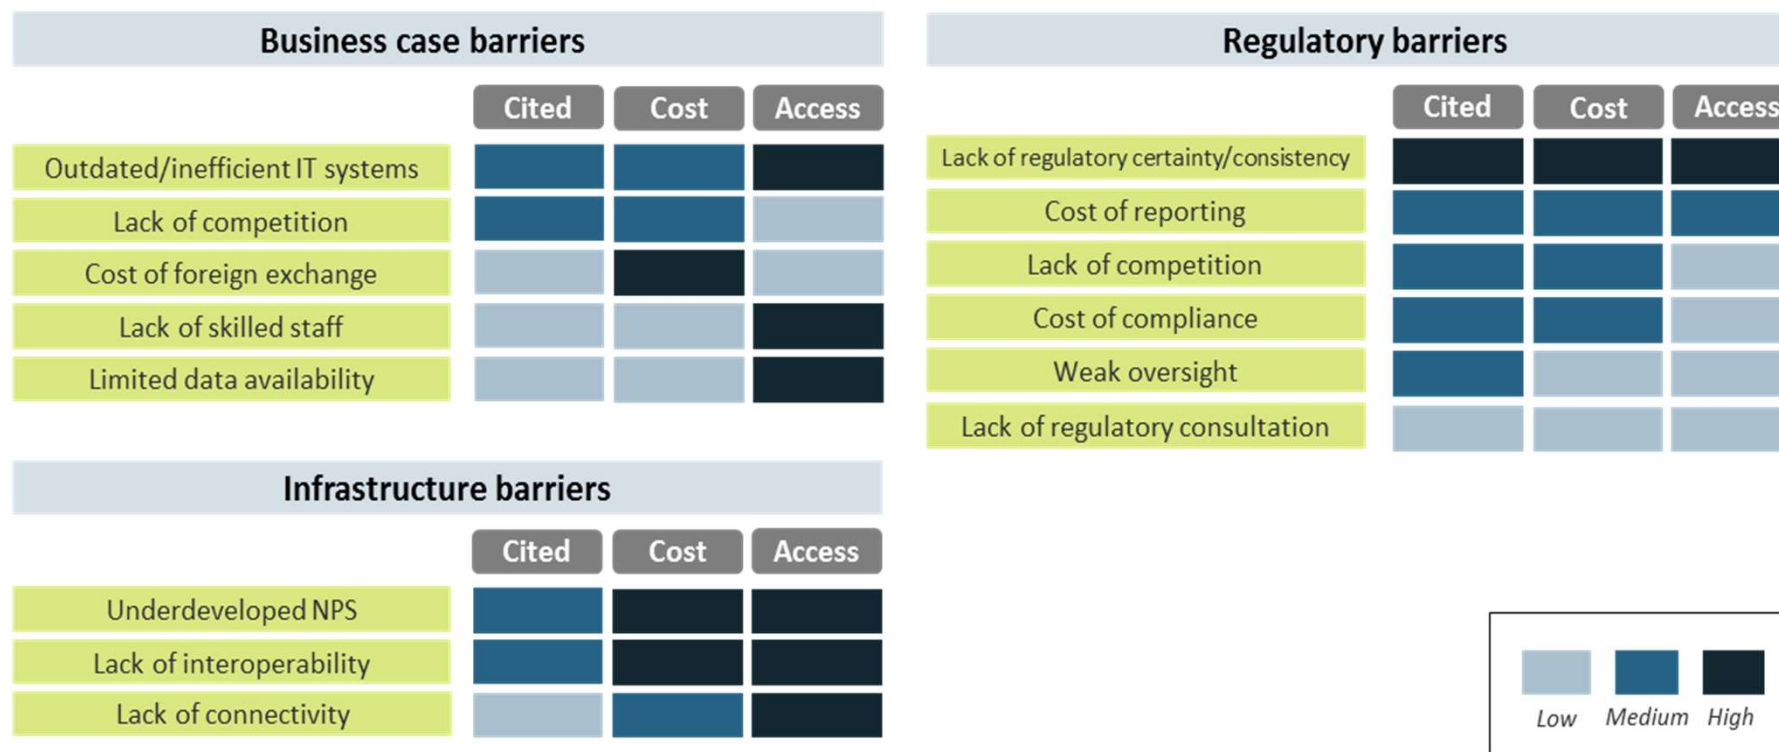 Business case barriers
Cited Cost Access
Outdated/inefficient IT systems
Lack of competition
Cost of foreign exchange
Lack of skilled staff
Limited data availability
Infrastructure barriers
Cited Cost Access
Underdeveloped NPS
Lack of interoperability
Lack of connectivity
Regulatory barriers
Cited Cost Access
Lack of regulatory certainty/consistency
Cost of reporting
Lack of competition
Cost of compliance
Weak oversight
Lack of regulatory consultation
Low Medium High